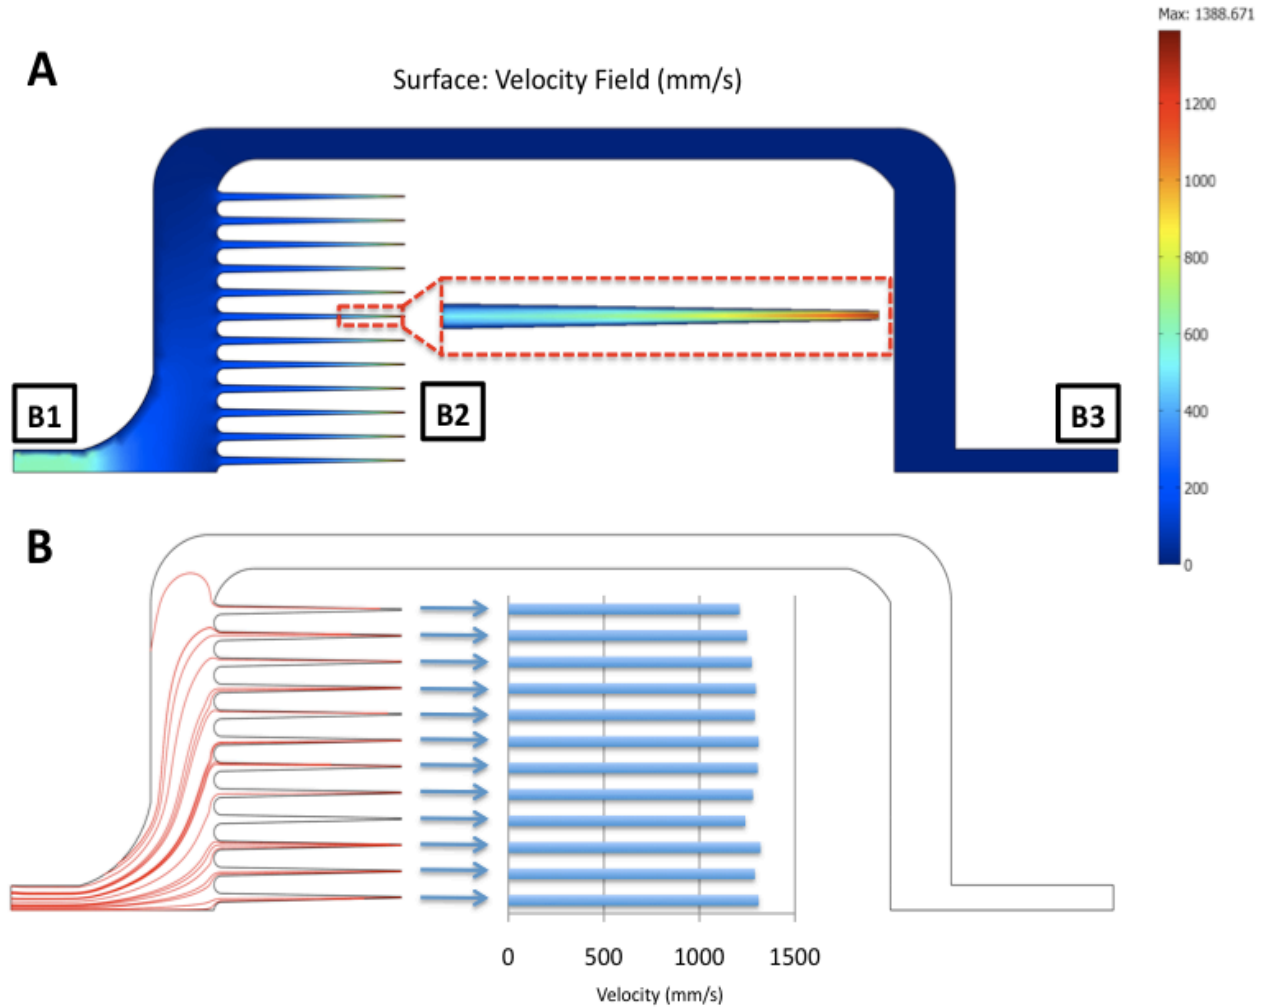 Max: 1388.671
A
Surface: Velocity Field (mm/s)
1200
1000
800
600
400
200
0
B1
B2
B3
B
0 500 1000 1500
Velocity (mm/s)